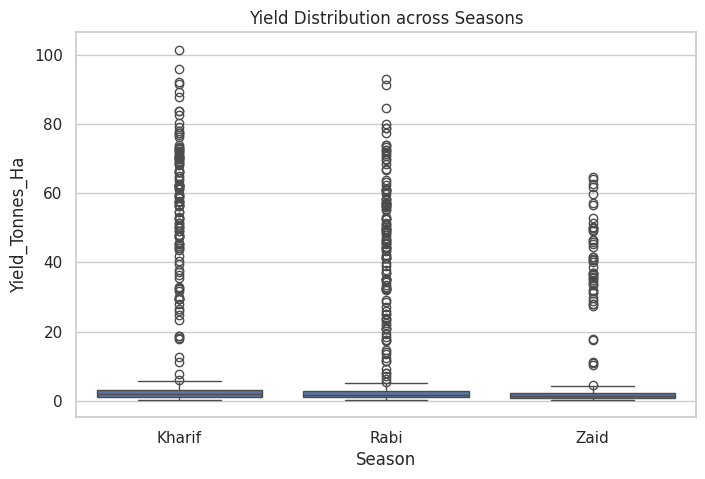 Yield Distribution across Seasons
100
80
60
40
20
0
Yield_Tonnes_Ha
Kharif
Rabi
Zaid
Season